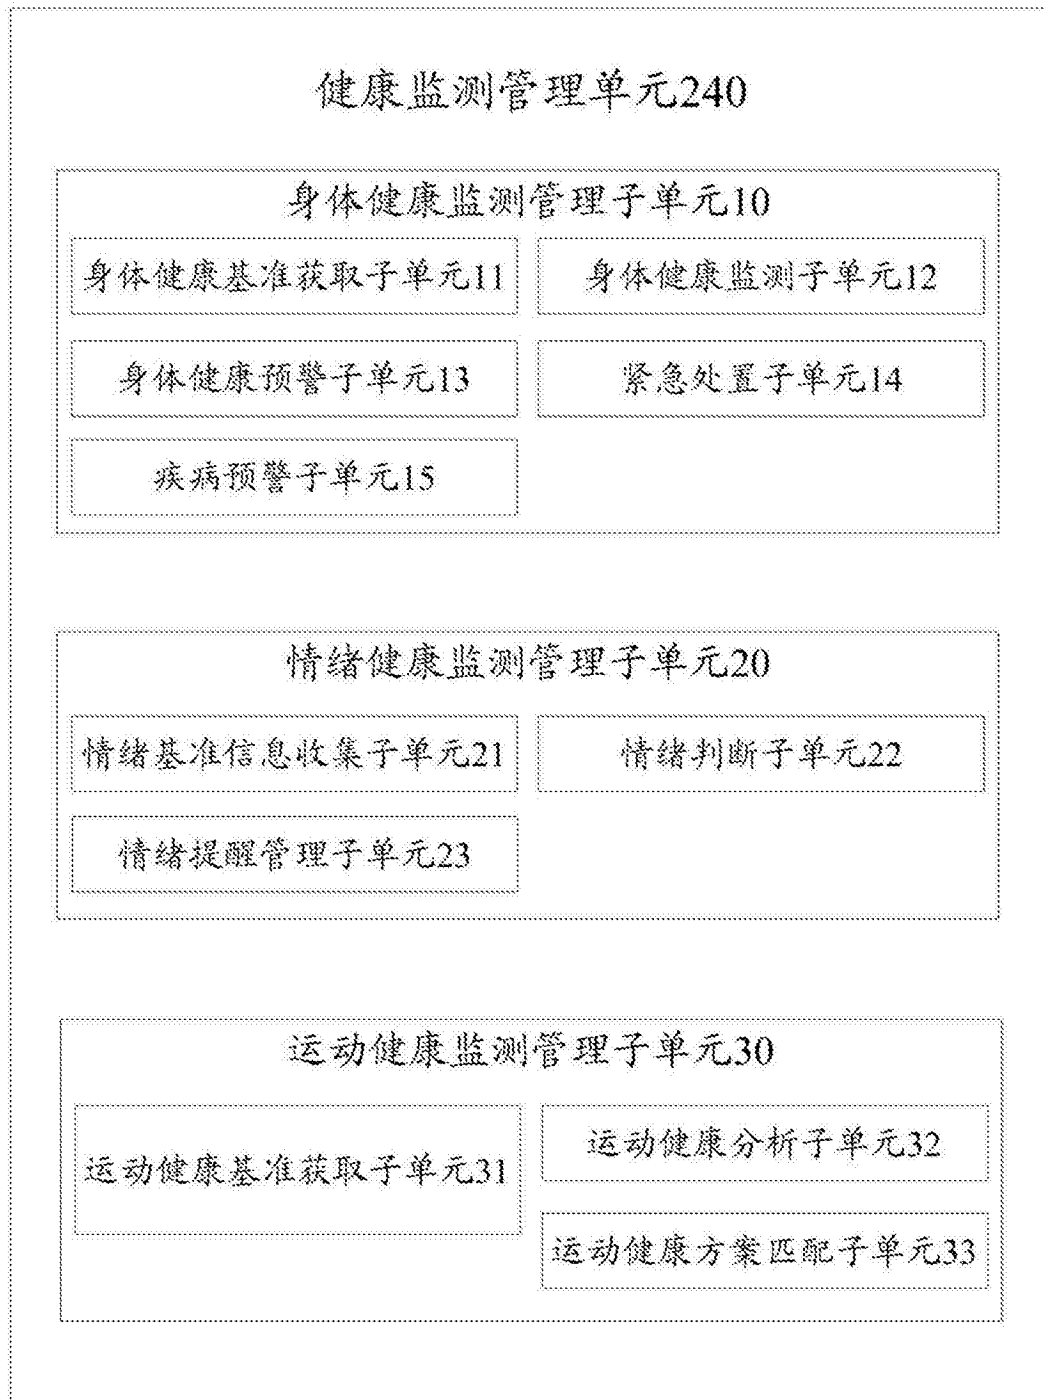 健康监测管理单元240
身体健康监测管理子单元10
身体健康基准获取子单元11
身体健康监测子单元12
身体健康预警子单元13
紧急处置子单元14
疾病预警子单元15
情绪健康监测管理子单元20
情绪基准信息收集子单元21
情绪判断子单元22
情绪提醒管理子单元23
运动健康监测管理子单元30
运动健康基准获取子单元31
运动健康分析子单元32
运动健康方案匹配子单元33